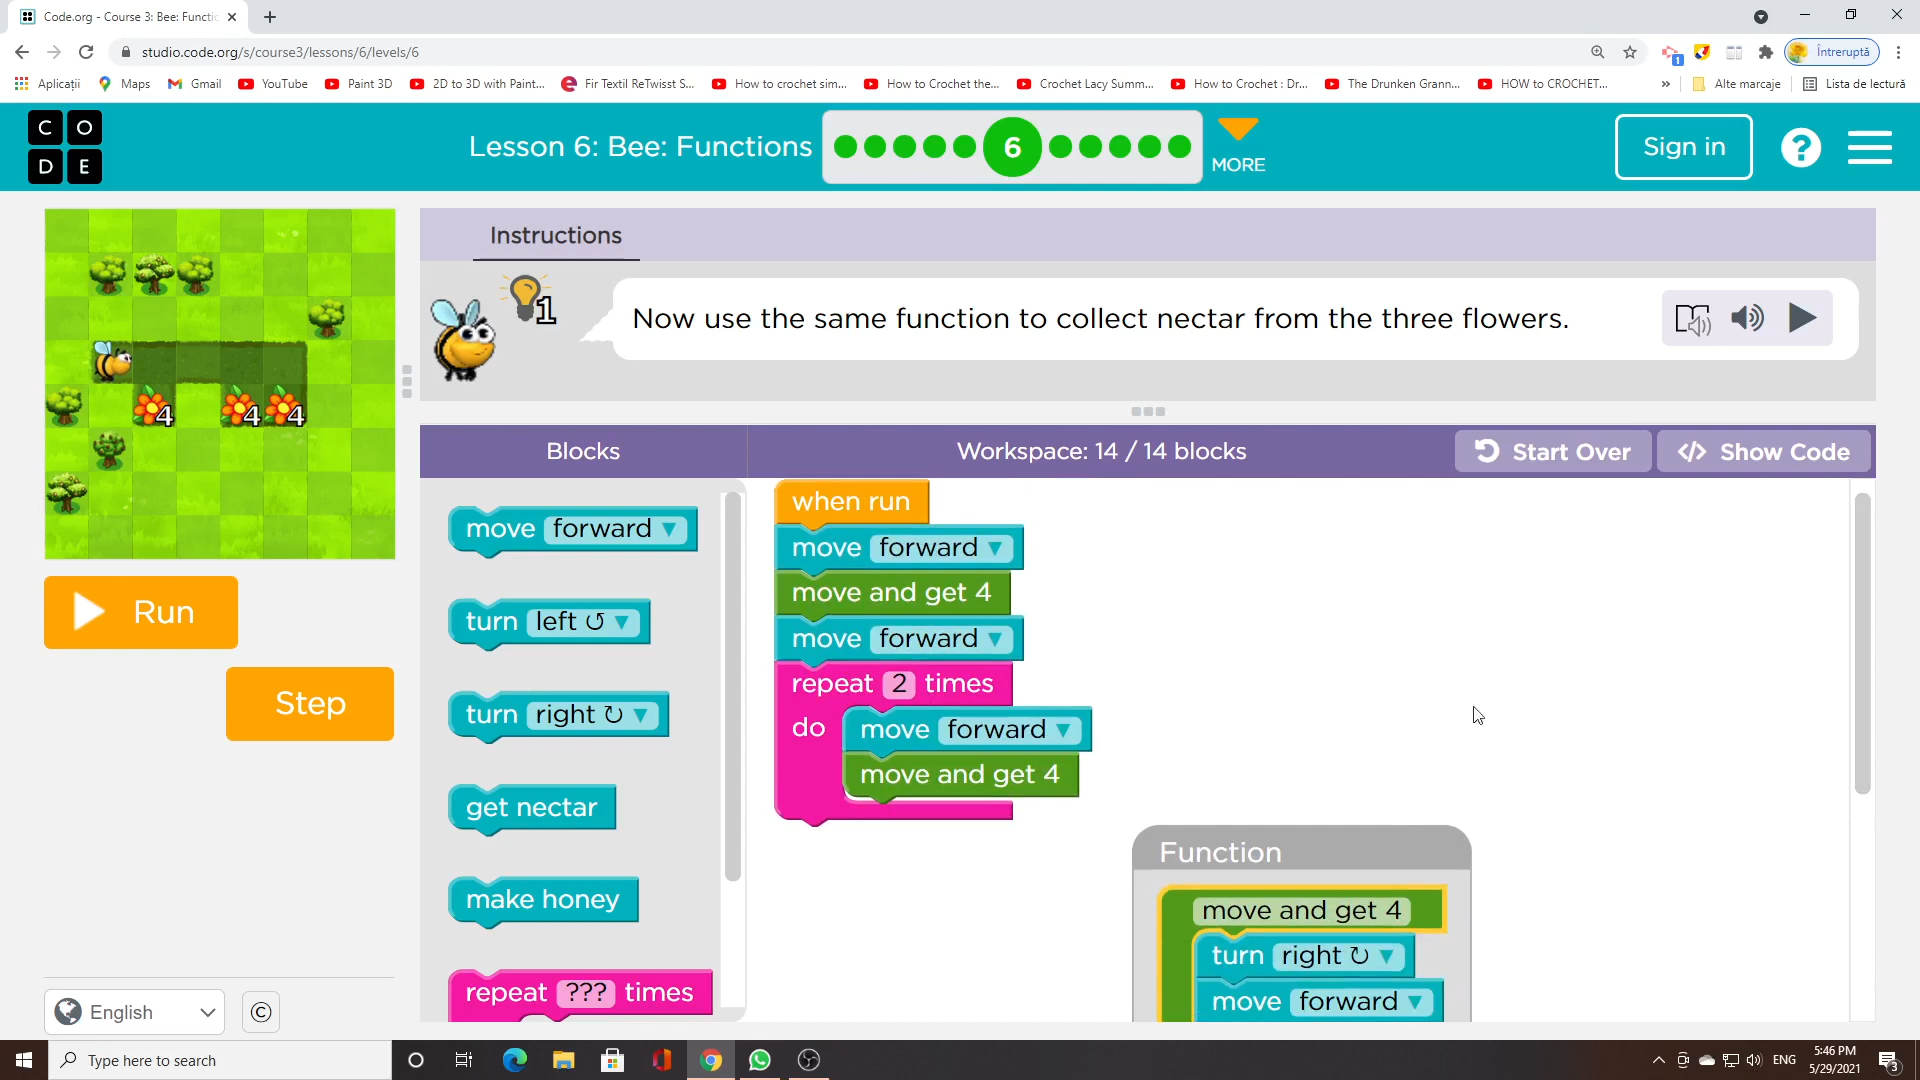 Code.org - Course 3: Bee: Functio
studio.code.org/s/course3/lessons/6/levels/6
1
Întreruptă
Aplicații
Maps
Gmail
YouTube
Paint 3D
2D to 3D with Paint...
Fir Textil ReTwisst S...
How to crochet sim...
How to Crochet the...
Crochet Lacy Summ...
How to Crochet : Dr...
The Drunken Grann...
HOW to CROCHET...
»
Alte marcaje
Lista de lectură
C O
D E
Lesson 6: Bee: Functions
6
MORE
Sign in
?
Instructions
1
Now use the same function to collect nectar from the three flowers.
4
4
4
Run
Step
Blocks
Workspace: 14 / 14 blocks
Start Over
</> Show Code
move forward
turn left
turn right
get nectar
make honey
repeat ??? times
when run
move forward
move and get 4
move forward
repeat 2 times
do
move forward
move and get 4
Function
move and get 4
turn right
move forward
English
©
Type here to search
ENG
5:46 PM
5/29/2021
3